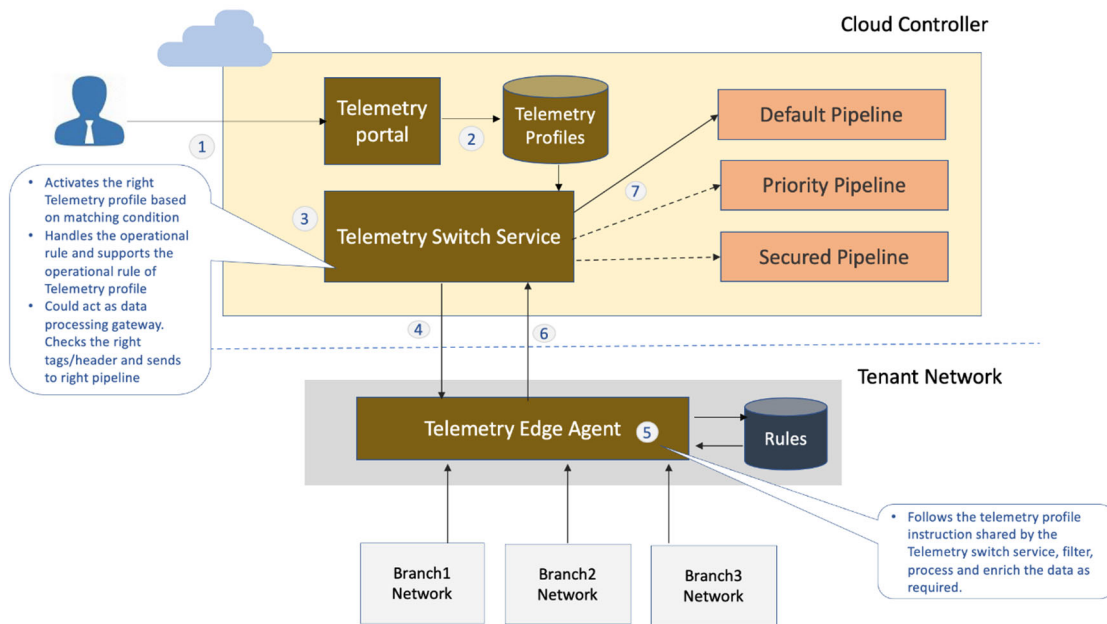 Cloud Controller
Telemetry
portal
Telemetry
Profiles
Default Pipeline
1
2
7
Priority Pipeline
• Activates the right
Telemetry profile based
on matching condition
• Handles the operational
rule and supports the
operational rule of
Telemetry profile
• Could act as data
processing gateway.
Checks the right
tags/header and sends
to right pipeline
3
Telemetry Switch Service
Secured Pipeline
4
6
Tenant Network
Telemetry Edge Agent
5
Rules
• Follows the telemetry profile
instruction shared by the
Telemetry switch service, filter,
process and enrich the data as
required.
Branch1
Network
Branch2
Network
Branch3
Network